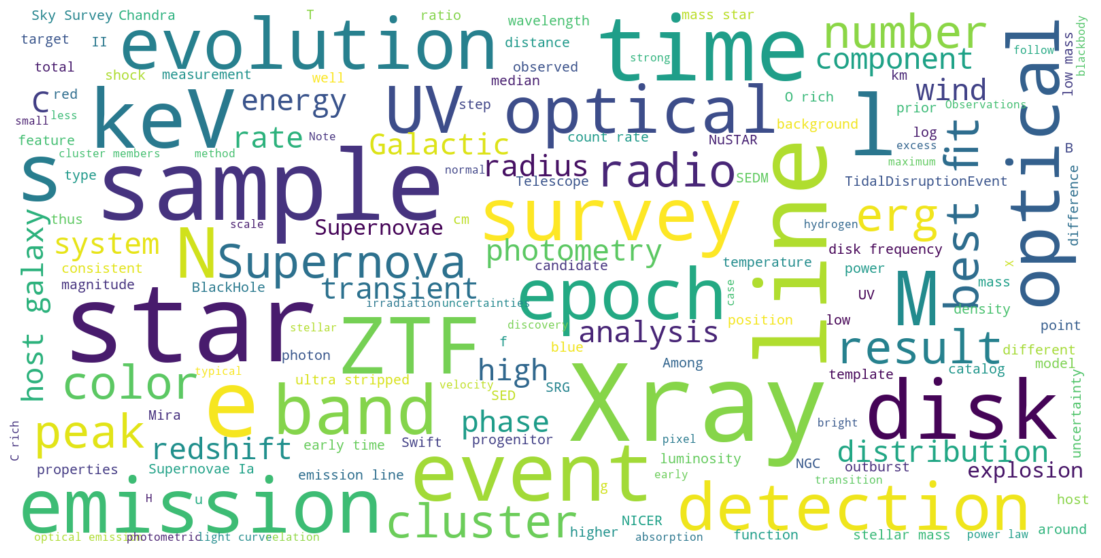 Sky Survey
Chandra
T
ratio
wavelength
mass star
target
II
evolution
distance
time
number
strong
follow
optical
low mass
blackbody
total
shock
measurement
well
observed
median
component
km
C
red
small
less
keV
energy
UV
step
optical
O rich
l
wind
prior
Observations
feature
rate
Note
Galactic
count rate
NuSTAR
background
log
excess
B
cluster members
method
s
type
sample
normal
radius
Telescope
radio
SEDM
line
maximum
best fit
TidalDisruptionEvent
difference
thus
scale
Supernovae
cm
survey
hydrogen
erg
host galaxy
system
N
Supernova
photometry
disk frequency
consistent
candidate
temperature
case
power
x
magnitude
BlackHole
transient
irradiation
uncertainties
epoch
UV
M
mass
density
star
stellar
ZTF
discovery
f
analysis
position
low
point
photon
blue
result
different
typical
high
Among
Xray
template
catalog
model
color
ultra stripped
velocity
SED
SRG
e
band
disk
uncertainty
Mira
phase
bright
peak
C rich
redshift
early time
Swift
progenitor
pixel
distribution
properties
Supernovae Ia
emission line
event
luminosity
early
NGC
outburst
explosion
transition
H
u
g
emission
cluster
higher
NICER
detection
host
optical emissi
photometric
light curve
elation
absorption
function
stellar mass
power law
around